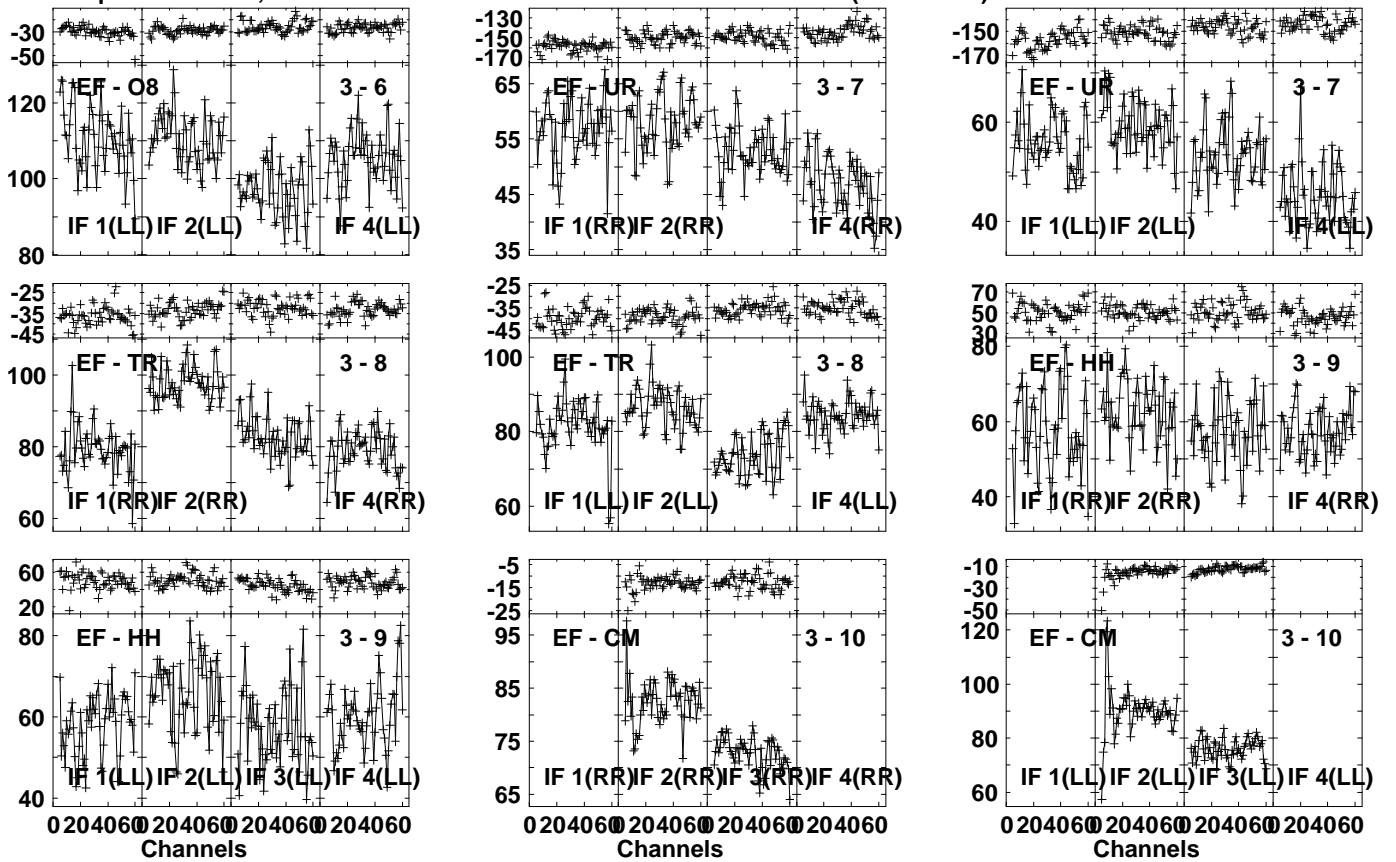 -30
-50
EF - O8 3 - 6
120
100
80
IF 1(LL) IF 2(LL) IF 4(LL)
-130
-150
-170
EF - UR 3 - 7
65
55
45
35
IF 1(RR) IF 2(RR) IF 4(RR)
-150
-170
EF - UR 3 - 7
60
40
IF 1(LL) IF 2(LL) IF 4(LL)
-25
-35
-45
EF - TR 3 - 8
100
80
60
IF 1(RR) IF 2(RR) IF 4(RR)
-25
-35
-45
EF - TR 3 - 8
100
80
60
IF 1(LL) IF 2(LL) IF 4(LL)
70
50
30
EF - HH 3 - 9
80
60
40
IF 1(RR) IF 2(RR) IF 4(RR)
60
20
EF - HH 3 - 9
80
60
40
IF 1(LL) IF 2(LL) IF 3(LL) IF 4(LL)
0 204060 0 204060 0 204060 0 204060
Channels
-5
-15
-25
EF - CM 3 - 10
95
85
75
65
IF 1(RR) IF 2(RR) IF 3(RR) IF 4(RR)
0 204060 0 204060 0 204060 0 204060
Channels
-10
-30
-50
EF - CM 3 - 10
120
100
80
60
IF 1(LL) IF 2(LL) IF 3(LL) IF 4(LL)
0 204060 0 204060 0 204060 0 204060
Channels